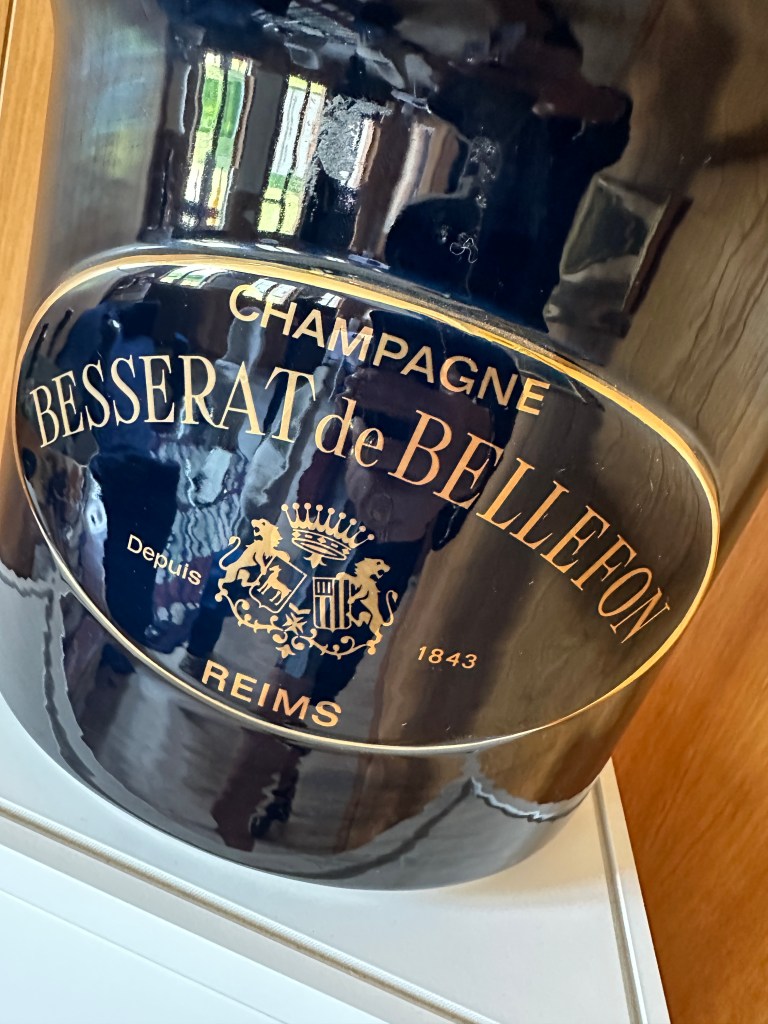 CHAMPAGNE
BESSERAT de BELLEFON
Depuis 1843
REIMS